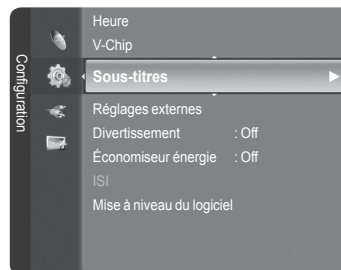 Configuration
Heure
V-Chip
Sous-titres
Réglages externes
Divertissement : Off
Économiseur énergie : Off
ISI
Mise à niveau du logiciel